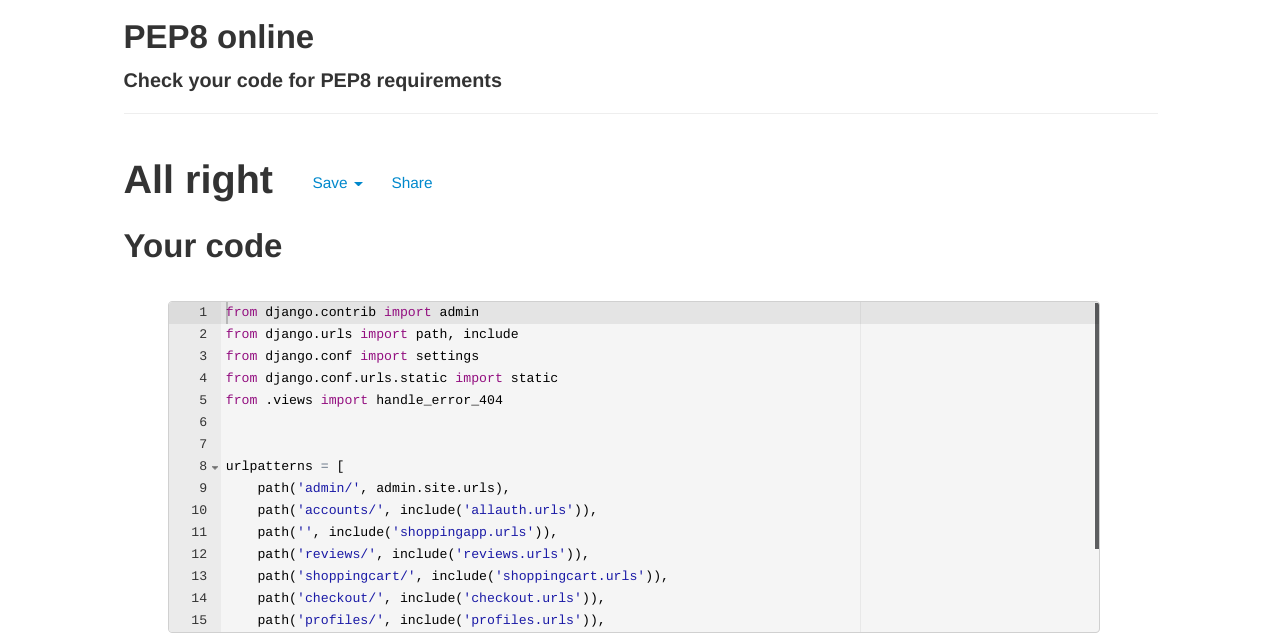 PEP8 online
Check your code for PEP8 requirements
All right Save Share
Your code
1 from django.contrib import admin
2 from django.urls import path, include
3 from django.conf import settings
4 from django.conf.urls.static import static
5 from .views import handle_error_404
6
7
8 urlpatterns = [
9     path('admin/', admin.site.urls),
10     path('accounts/', include('allauth.urls')),
11     path('', include('shoppingapp.urls')),
12     path('reviews/', include('reviews.urls')),
13     path('shoppingcart/', include('shoppingcart.urls')),
14     path('checkout/', include('checkout.urls')),
15     path('profiles/', include('profiles.urls')),